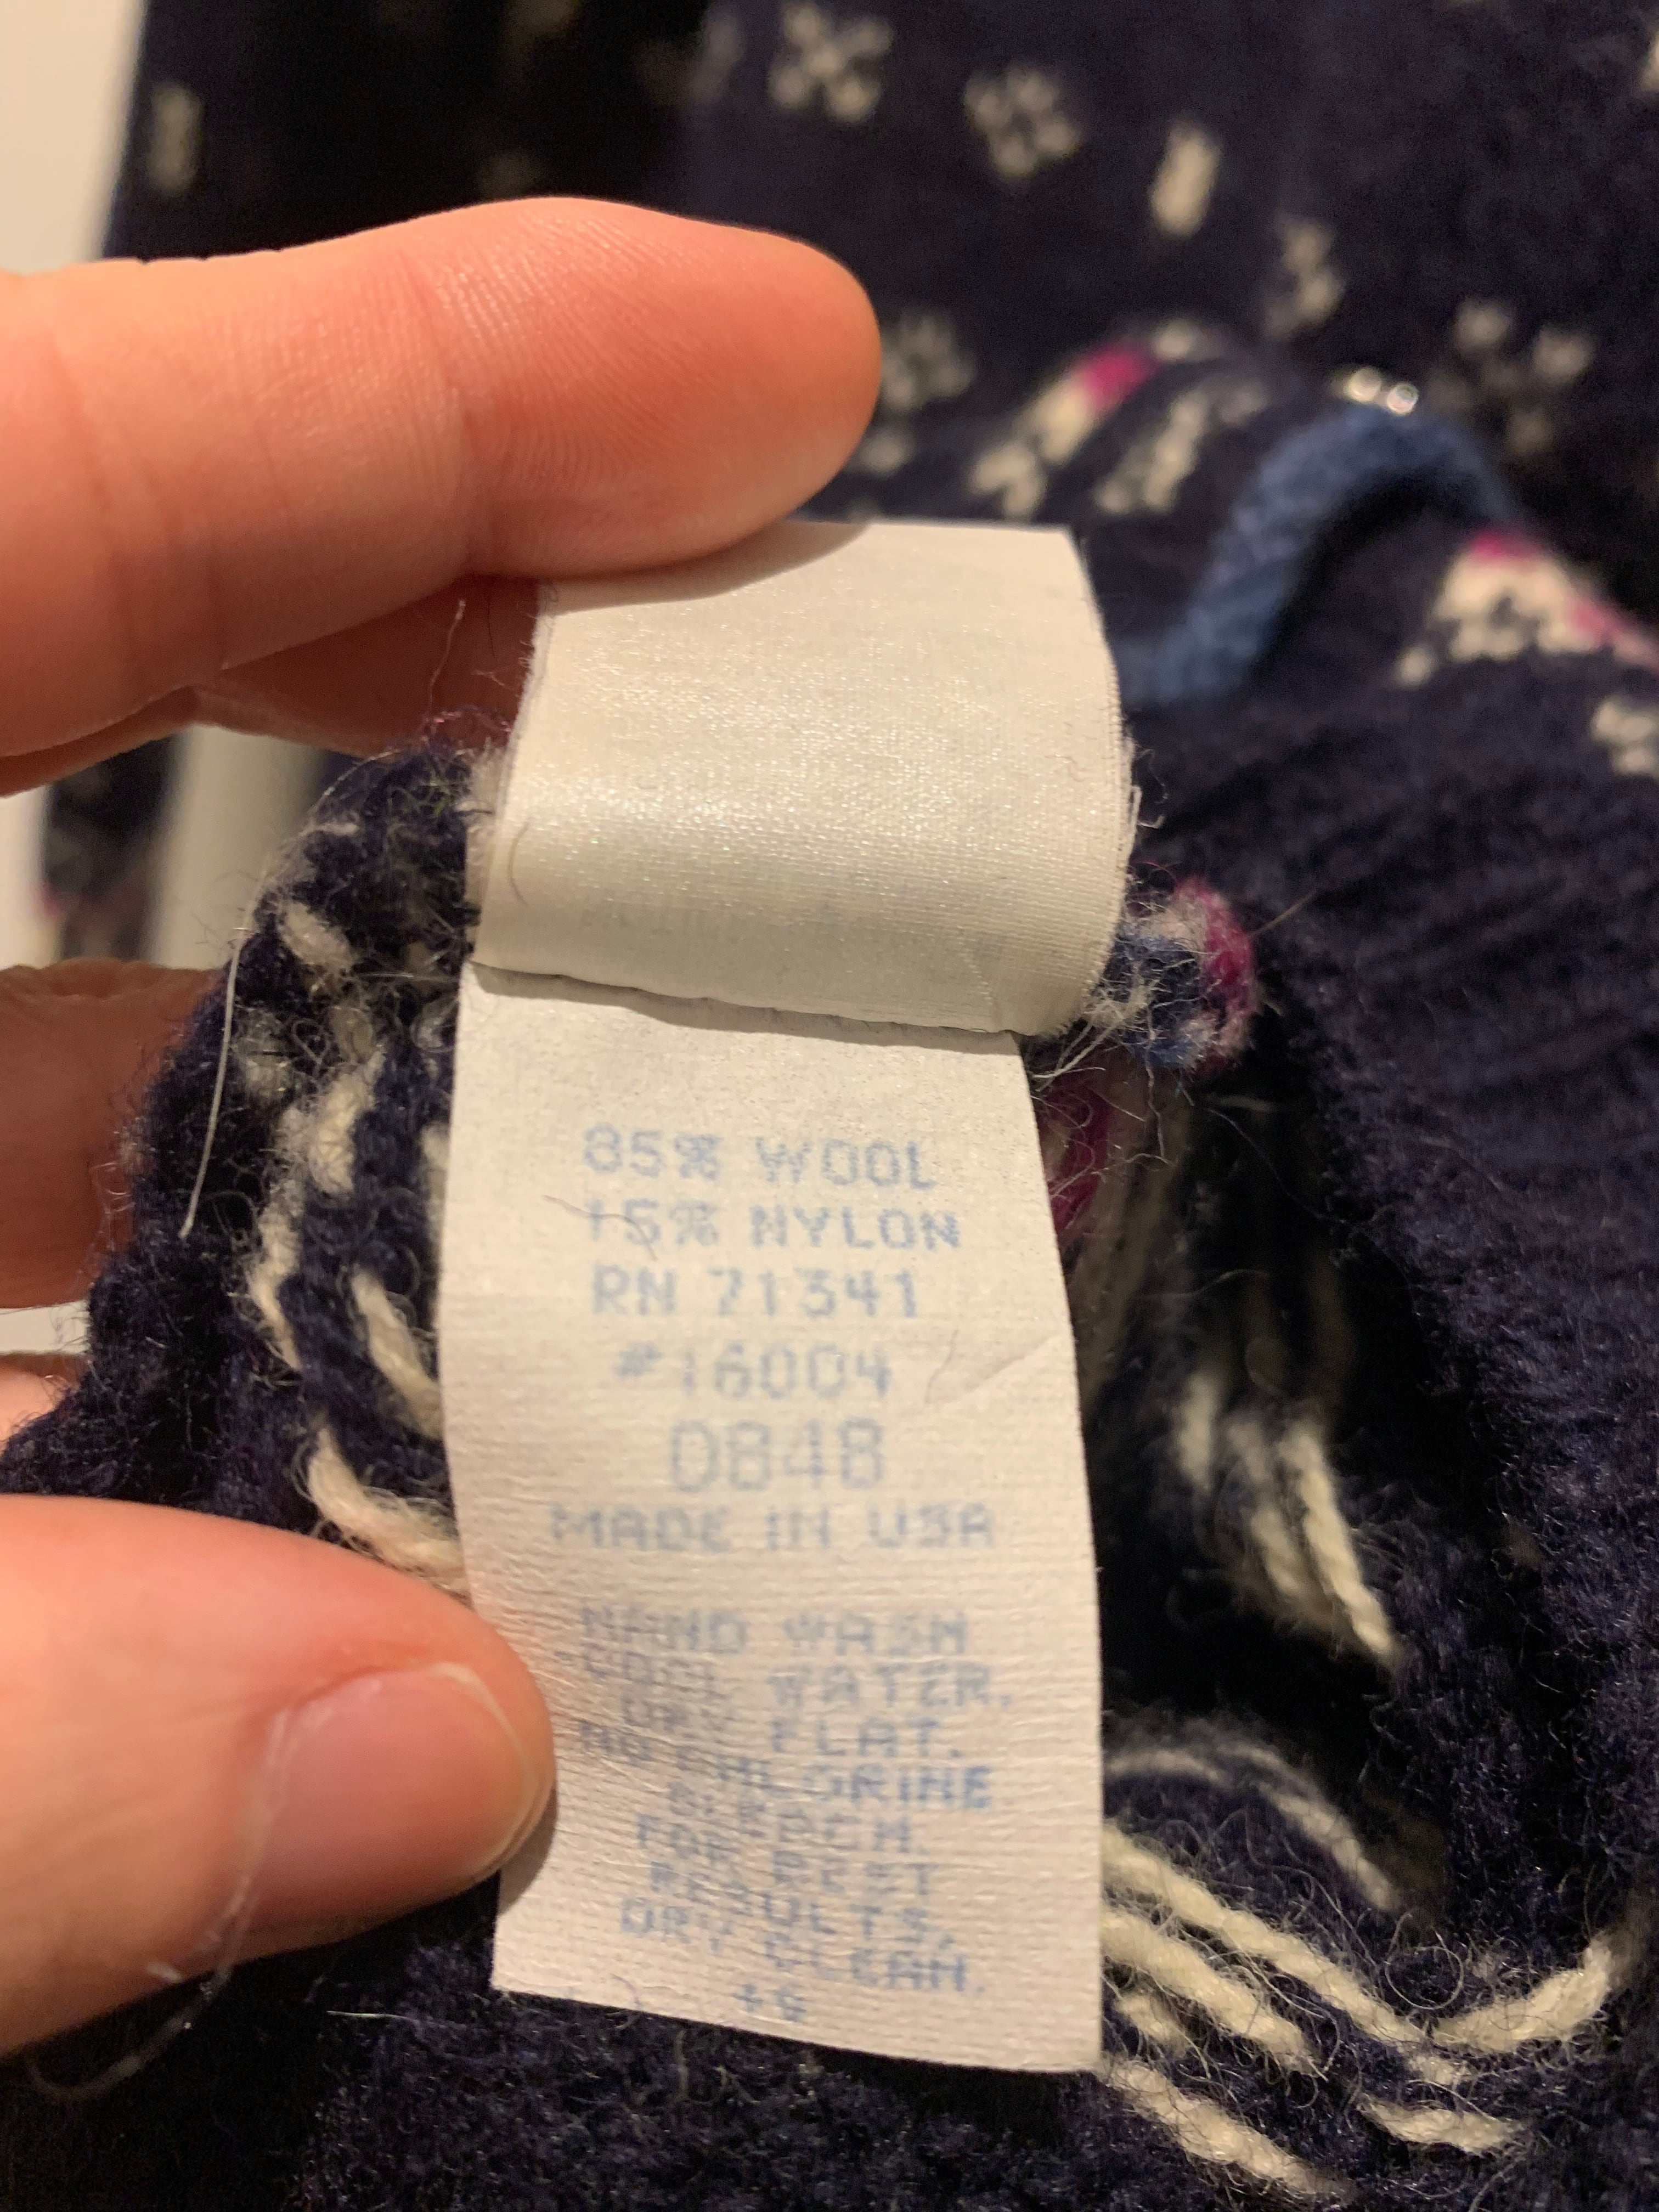 85% WOOL
15% NYLON
RN 71341
#16004
0848
MADE IN USA
HAND WASH
COOL WATER.
DRY FLAT.
NO CHLORINE
BLEACH.
FOR BEST
RESULTS,
DRY CLEAN.